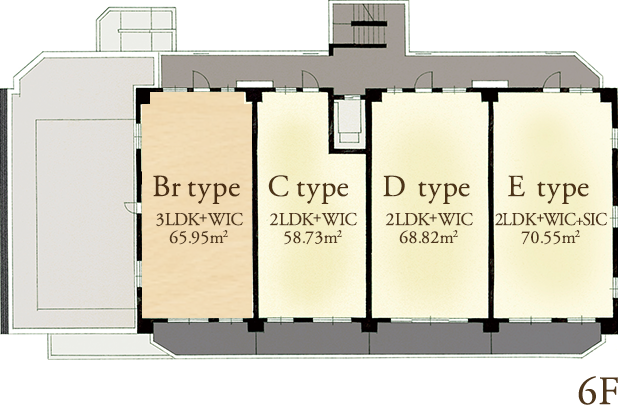 Br type
3LDK+WIC
65.95m²
C type
2LDK+WIC
58.73m²
D type
2LDK+WIC
68.82m²
E type
2LDK+WIC+SIC
70.55m²
6F